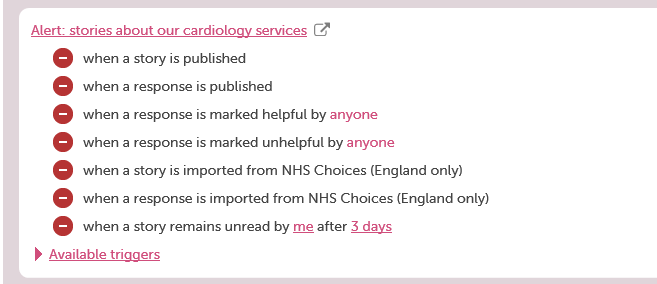 Alert: stories about our cardiology services
when a story is published
when a response is published
when a response is marked helpful by anyone
when a response is marked unhelpful by anyone
when a story is imported from NHS Choices (England only)
when a response is imported from NHS Choices (England only)
when a story remains unread by me after 3 days
Available triggers